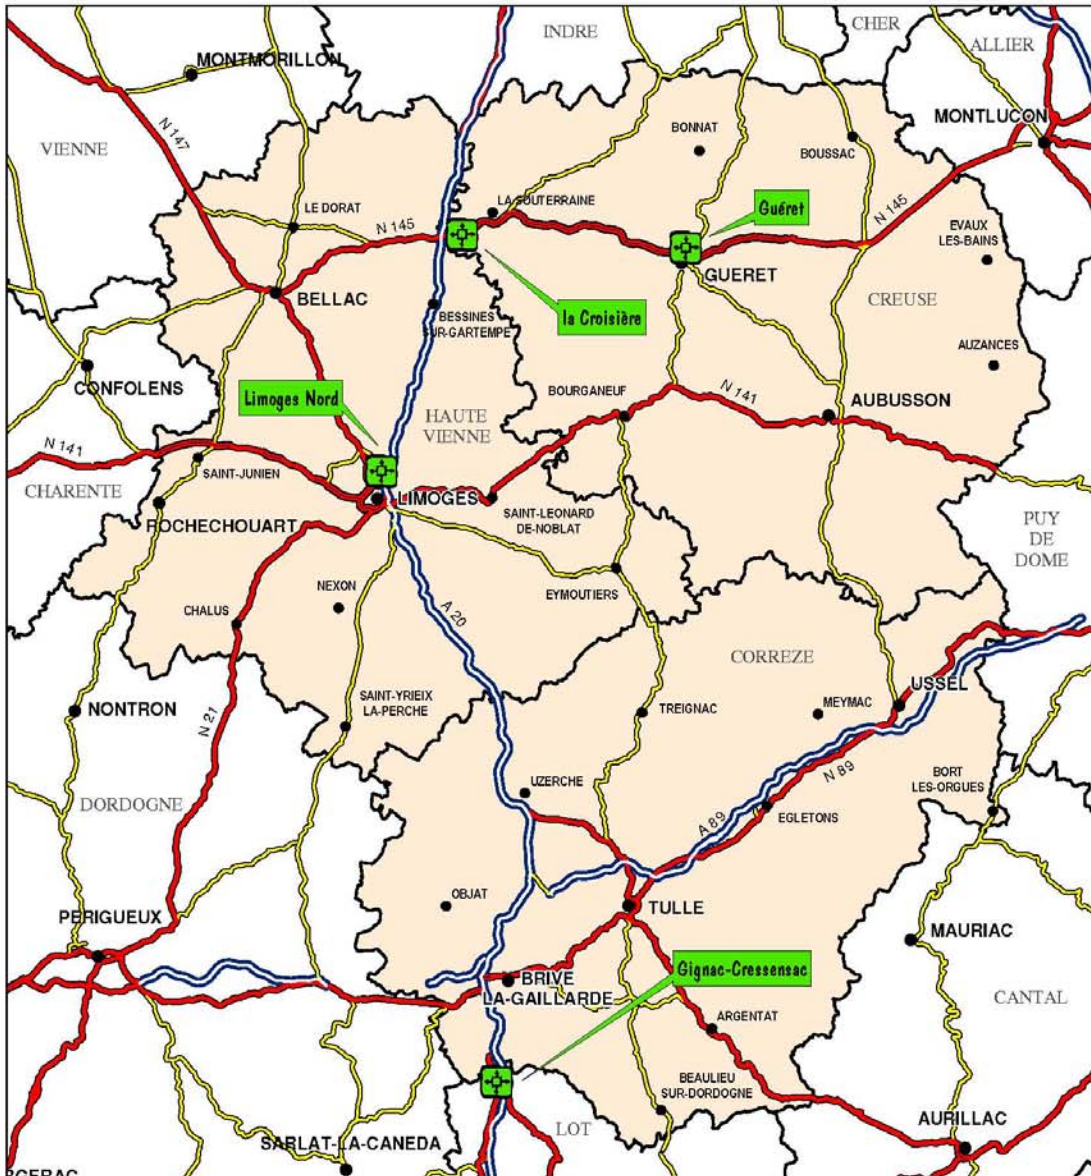 INDRE
CHER
ALLIER
MONTMORILLON
MONTLUCON
N 147
BONNAT
BOUSSAC
VIENNE
LA SOUTERRAINE
Guéret
LE DORAT
N 145
N 145
EVAUX
LES-BAINS
GUERET
BELLAC
CREUSE
BESSINES
SUR-GARTEMPE
la Croisière
AUZANCES
CONFOLENS
Limoges Nord
BOURGANEUF
N 141
AUBUSSON
HAUTE
VIENNE
N 141
SAINT-JUNIEN
CHARENTE
LIMOGES
ROCHECHOUART
SAINT-LEONARD
DE-NOBLAT
PUY
DE
DOME
NEXON
EYMOUTIERS
CHALUS
A 20
CORREZE
USSEL
SAINT-YRIEIX
LA-PERCHE
MEYMAC
NONTRON
TREIGNAC
N 21
UZERCHE
N 89
BORT
LES-ORGUES
DORDOGNE
A 89
EGLETONS
OBJAT
TULLE
PERIGUEUX
MAURIAC
Gignac-Cressensac
BRIVE
LA-GAILLARDE
CANTAL
ARGENTAT
BEAULIEU
SUR-DORDOGNE
LOT
AURILLAC
SARLAT-LA-CANEDA